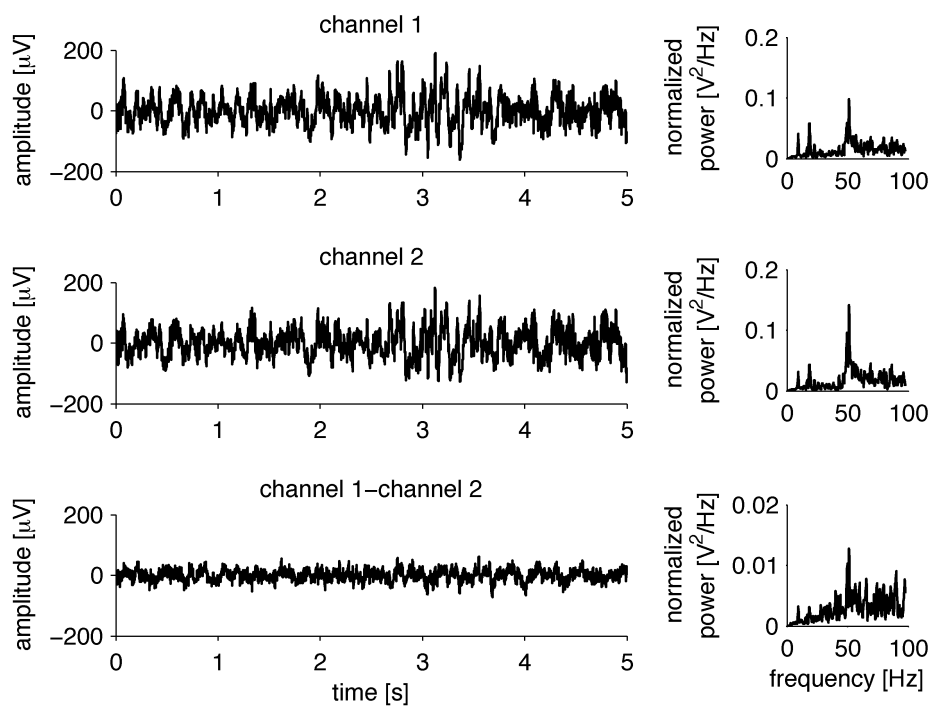 channel 1
amplitude [μV]
200
0
−200
0 1 2 3 4 5
normalized
power [V²/Hz]
0.2
0.1
0
0 50 100
channel 2
amplitude [μV]
200
0
−200
0 1 2 3 4 5
normalized
power [V²/Hz]
0.2
0.1
0
0 50 100
channel 1−channel 2
amplitude [μV]
200
0
−200
0 1 2 3 4 5
time [s]
normalized
power [V²/Hz]
0.02
0.01
0
0 50 100
frequency [Hz]